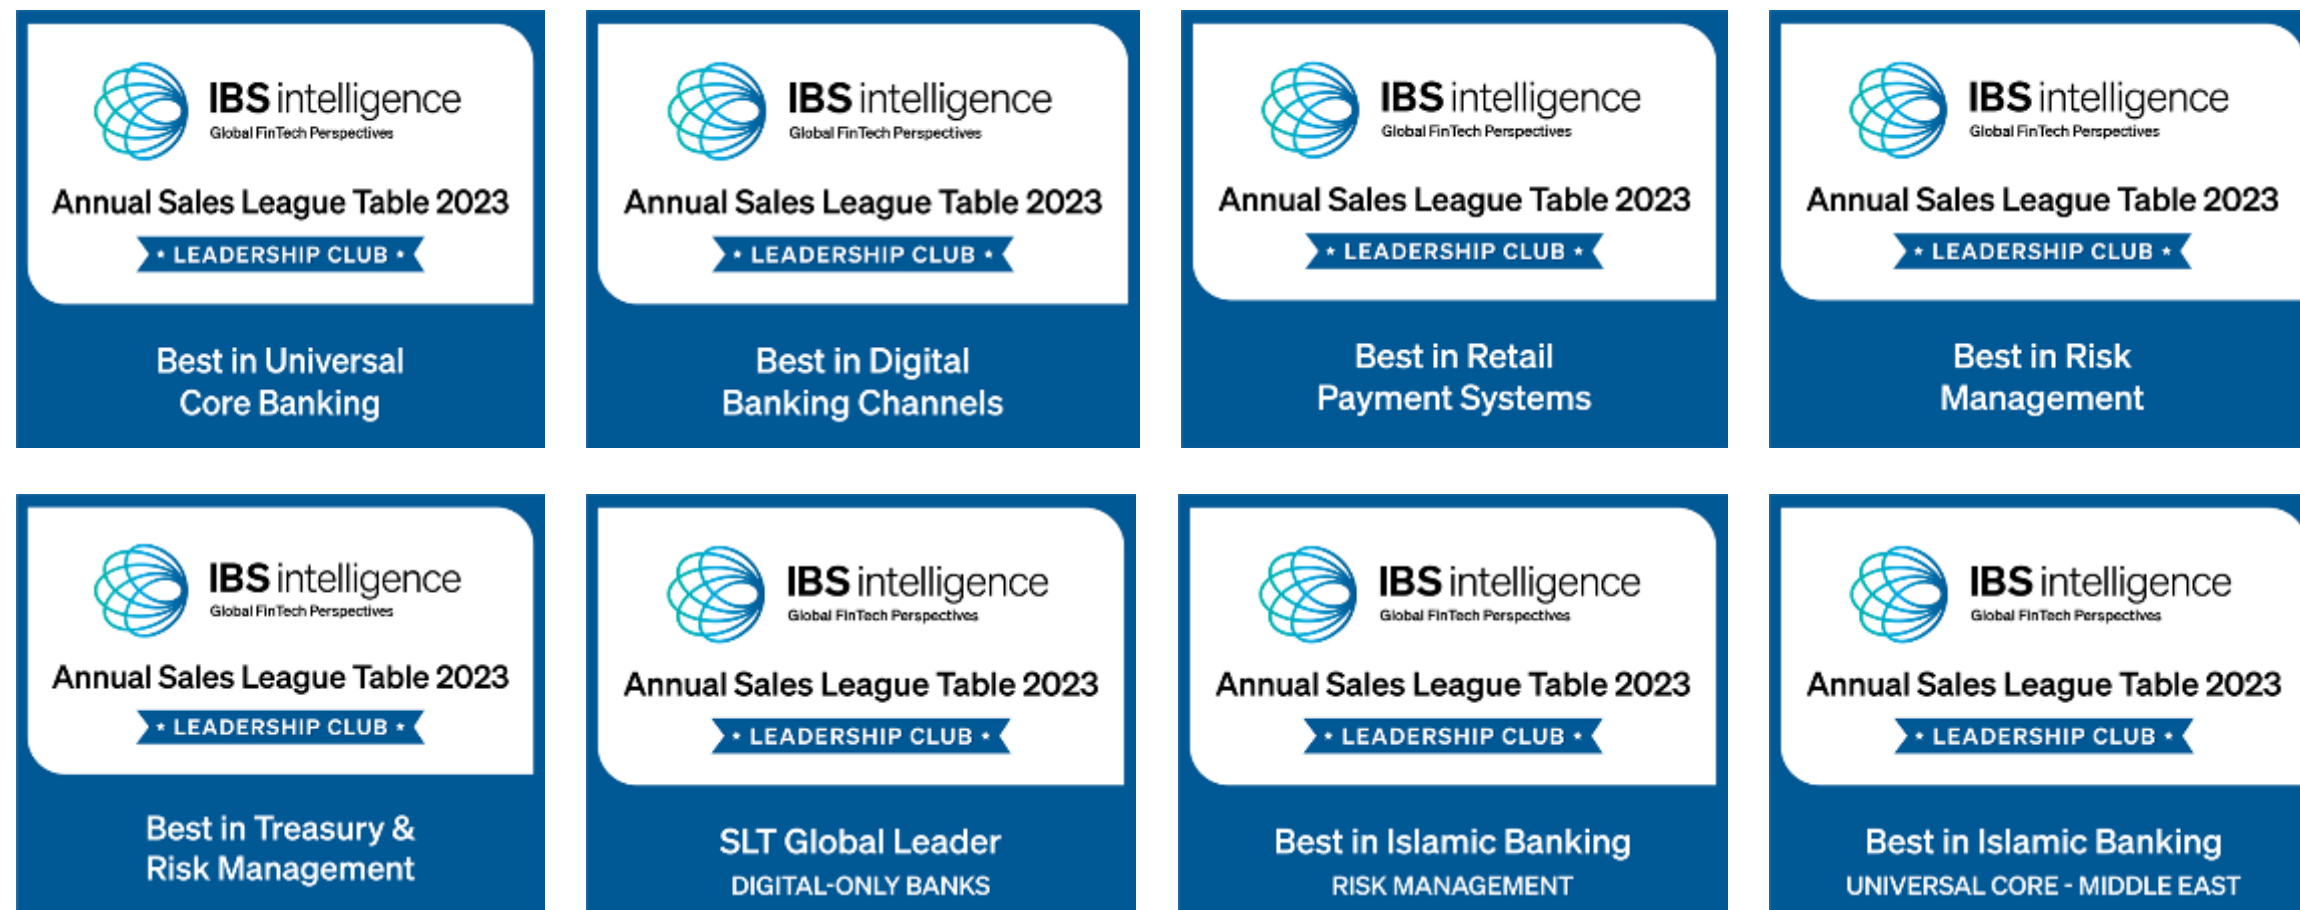 IBS intelligence
Global FinTech Perspectives
Annual Sales League Table 2023
★ LEADERSHIP CLUB ★
Best in Universal
Core Banking
IBS intelligence
Global FinTech Perspectives
Annual Sales League Table 2023
★ LEADERSHIP CLUB ★
Best in Digital
Banking Channels
IBS intelligence
Global FinTech Perspectives
Annual Sales League Table 2023
★ LEADERSHIP CLUB ★
Best in Retail
Payment Systems
IBS intelligence
Global FinTech Perspectives
Annual Sales League Table 2023
★ LEADERSHIP CLUB ★
Best in Risk
Management
IBS intelligence
Global FinTech Perspectives
Annual Sales League Table 2023
★ LEADERSHIP CLUB ★
Best in Treasury &
Risk Management
IBS intelligence
Global FinTech Perspectives
Annual Sales League Table 2023
★ LEADERSHIP CLUB ★
SLT Global Leader
DIGITAL-ONLY BANKS
IBS intelligence
Global FinTech Perspectives
Annual Sales League Table 2023
★ LEADERSHIP CLUB ★
Best in Islamic Banking
RISK MANAGEMENT
IBS intelligence
Global FinTech Perspectives
Annual Sales League Table 2023
★ LEADERSHIP CLUB ★
Best in Islamic Banking
UNIVERSAL CORE - MIDDLE EAST